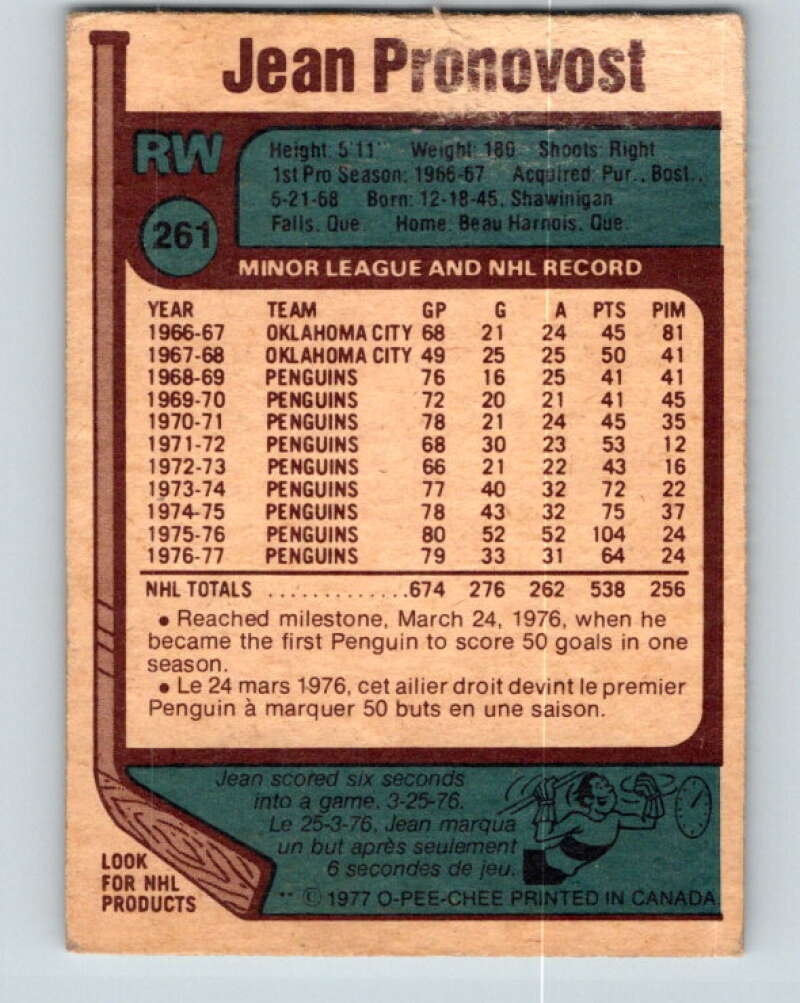 Jean Pronovost
RW
Height: 5'11" Weight: 180 Shoots: Right
1st Pro Season: 1966-67 Acquired: Pur., Bost.,
5-21-68 Born: 12-18-45, Shawinigan
Falls, Que. Home: Beau Harnois, Que.
261
MINOR LEAGUE AND NHL RECORD
YEAR TEAM GP G A PTS PIM
1966-67 OKLAHOMA CITY 68 21 24 45 81
1967-68 OKLAHOMA CITY 49 25 25 50 41
1968-69 PENGUINS 76 16 25 41 41
1969-70 PENGUINS 72 20 21 41 45
1970-71 PENGUINS 78 21 24 45 35
1971-72 PENGUINS 68 30 23 53 12
1972-73 PENGUINS 66 21 22 43 16
1973-74 PENGUINS 77 40 32 72 22
1974-75 PENGUINS 78 43 32 75 37
1975-76 PENGUINS 80 52 52 104 24
1976-77 PENGUINS 79 33 31 64 24
NHL TOTALS .............674 276 262 538 256
• Reached milestone, March 24, 1976, when he
became the first Penguin to score 50 goals in one
season.
• Le 24 mars 1976, cet ailier droit devint le premier
Penguin à marquer 50 buts en une saison.
Jean scored six seconds
into a game, 3-25-76.
Le 25-3-76, Jean marqua
un but après seulement
6 secondes de jeu.
LOOK
FOR NHL
PRODUCTS
** © 1977 O-PEE-CHEE PRINTED IN CANADA